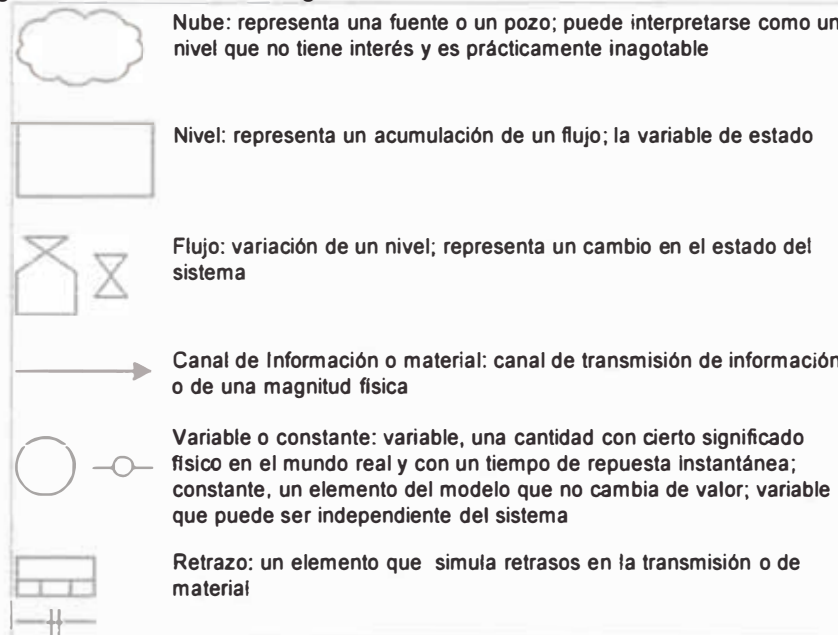 Nube: representa una fuente o un pozo; puede interpretarse como un
nivel que no tiene interés y es prácticamente inagotable
Nivel: representa un acumulación de un flujo; la variable de estado
Flujo: variación de un nivel; representa un cambio en el estado del
sistema
Canal de Información o material: canal de transmisión de información
o de una magnitud física
Variable o constante: variable, una cantidad con cierto significado
físico en el mundo real y con un tiempo de repuesta instantánea;
constante, un elemento del modelo que no cambia de valor; variable
que puede ser independiente del sistema
Retrazo: un elemento que simula retrasos en la transmisión o de
material